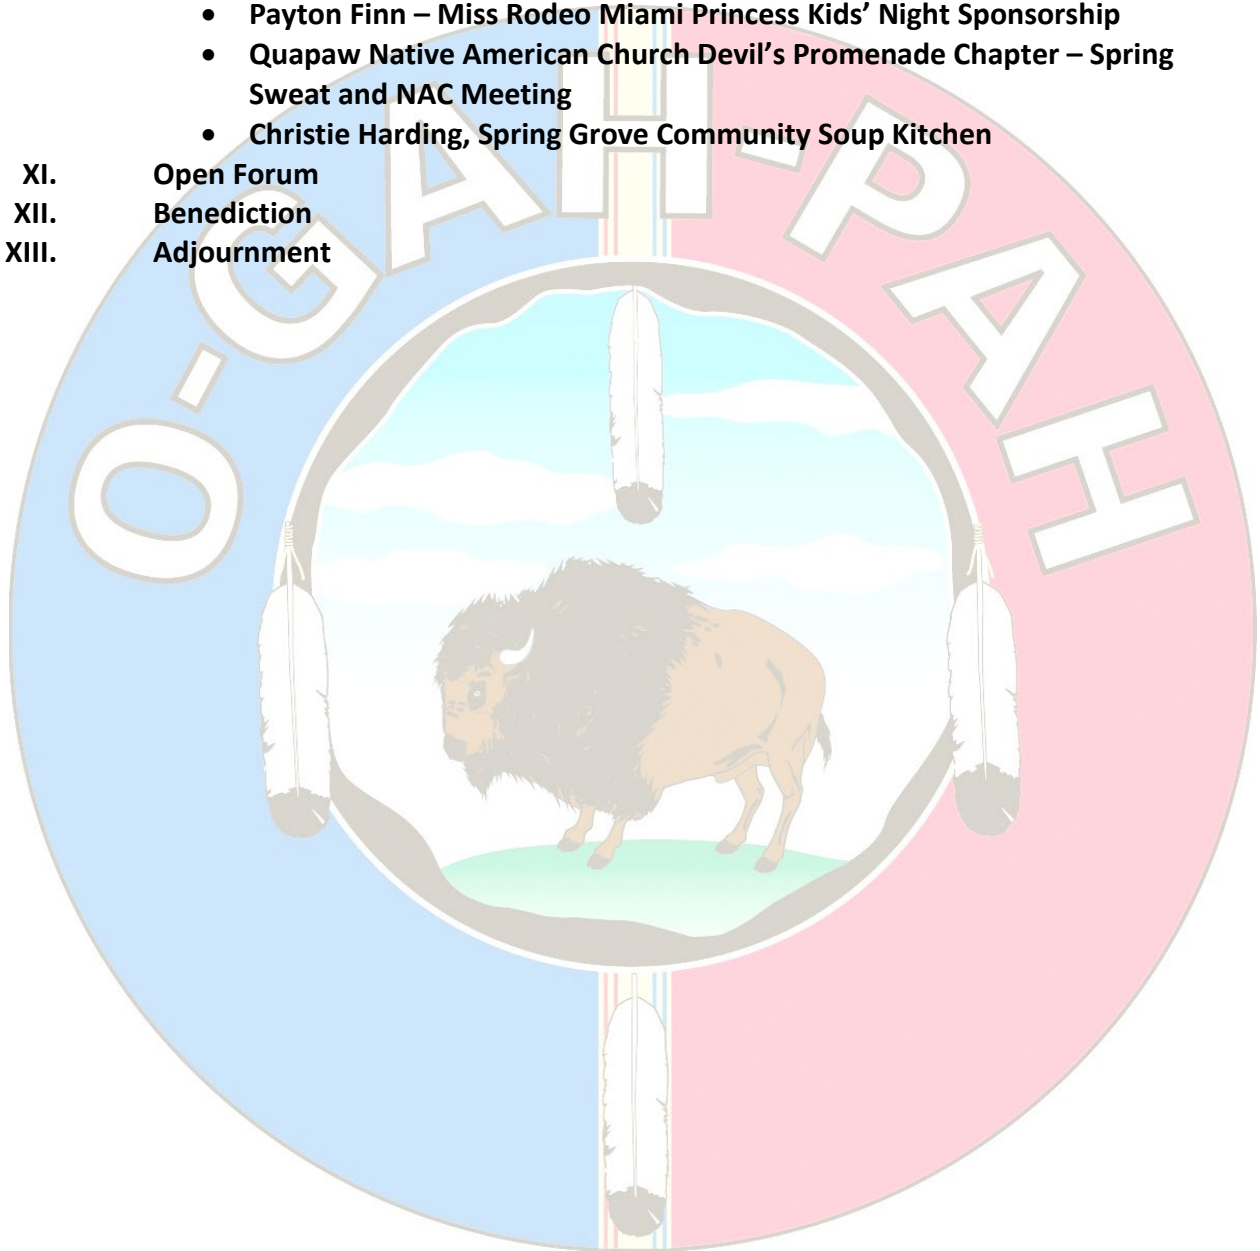 • Payton Finn – Miss Rodeo Miami Princess Kids’ Night Sponsorship
• Quapaw Native American Church Devil’s Promenade Chapter – Spring
Sweat and NAC Meeting
• Christie Harding, Spring Grove Community Soup Kitchen
XI. Open Forum
XII. Benediction
XIII. Adjournment
O-GAH-PAH